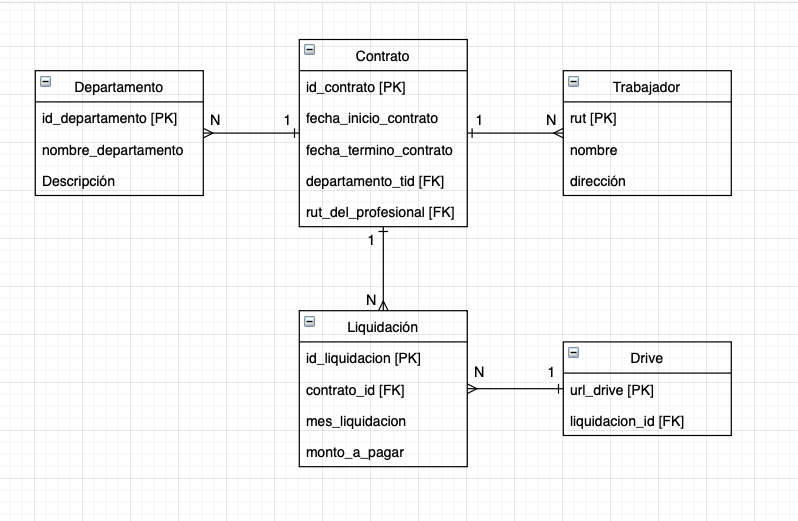 Contrato
id_contrato [PK]
fecha_inicio_contrato
fecha_termino_contrato
departamento_tid [FK]
rut_del_profesional [FK]
Departamento
id_departamento [PK]
nombre_departamento
Descripción
N
1
1
N
Trabajador
rut [PK]
nombre
dirección
1
N
Liquidación
id_liquidacion [PK]
contrato_id [FK]
mes_liquidacion
monto_a_pagar
N
1
Drive
url_drive [PK]
liquidacion_id [FK]